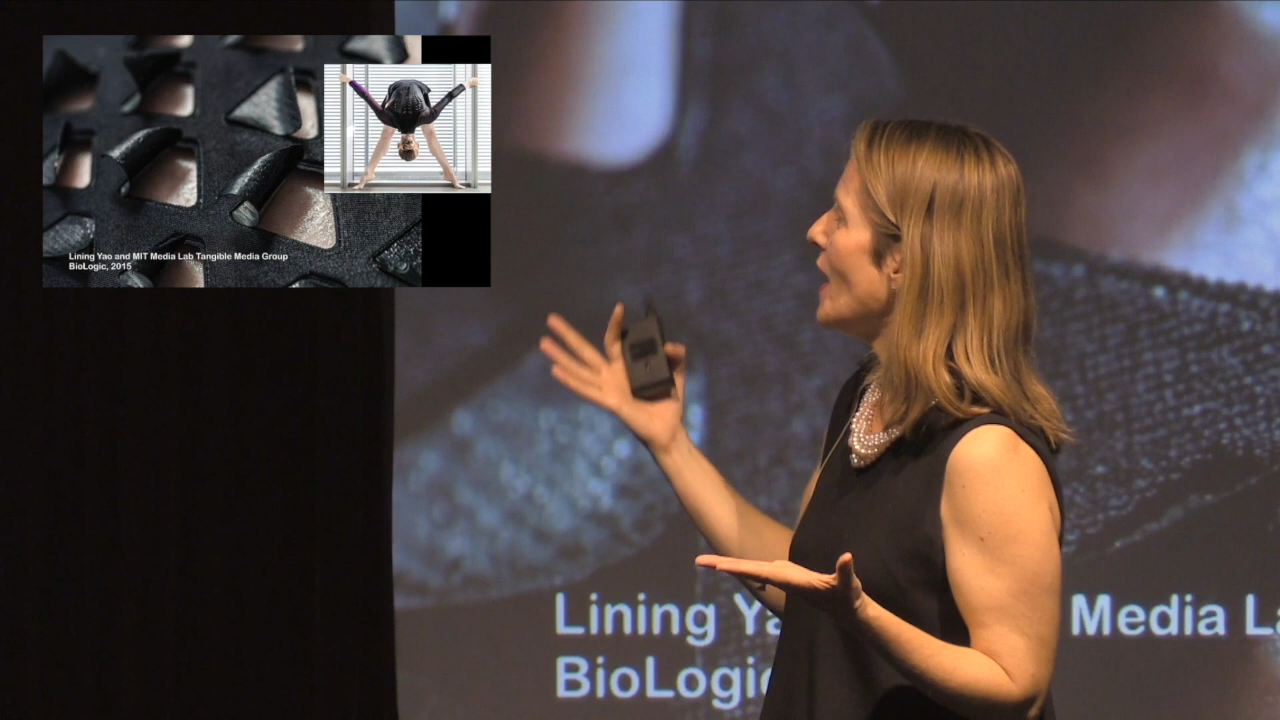 Lining Yao and MIT Media Lab Tangible Media Group
BioLogic, 2015
Lining Ya Media La
BioLogic